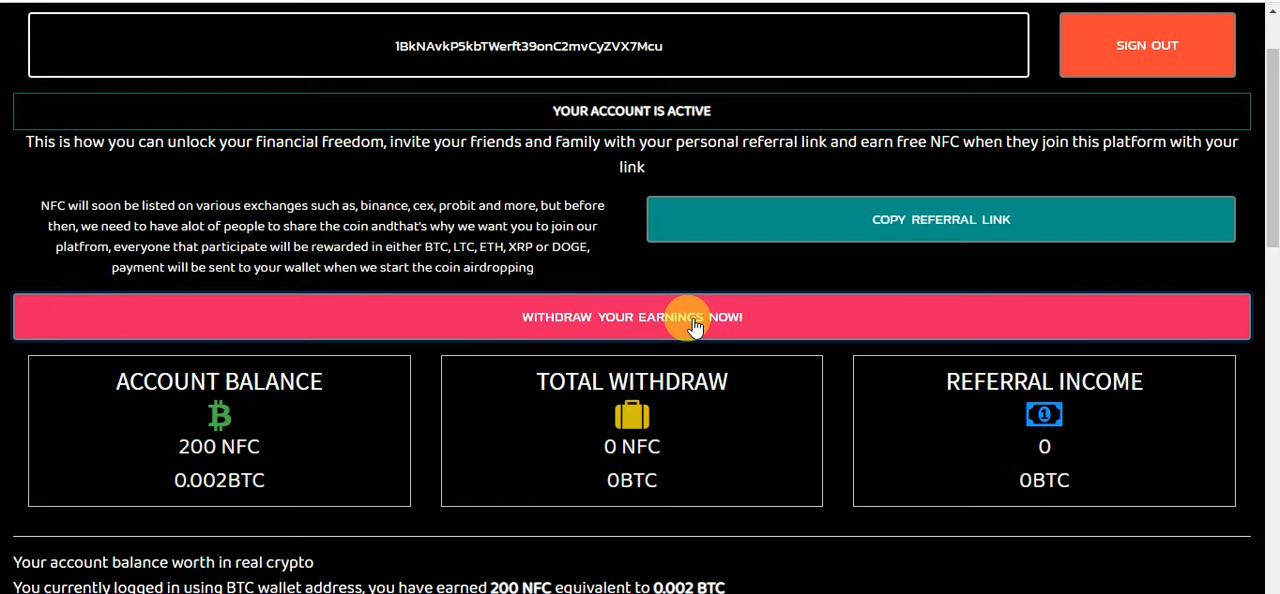 1BkNAvkP5kbTWerft39onC2mvCyZVX7Mcu
SIGN OUT
YOUR ACCOUNT IS ACTIVE
This is how you can unlock your financial freedom, invite your friends and family with your personal referral link and earn free NFC when they join this platform with your
link
NFC will soon be listed on various exchanges such as, binance, cex, probit and more, but before
then, we need to have alot of people to share the coin andthat's why we want you to join our
platfrom, everyone that participate will be rewarded in either BTC, LTC, ETH, XRP or DOGE,
payment will be sent to your wallet when we start the coin airdropping
COPY REFERRAL LINK
WITHDRAW YOUR EARNINGS NOW!
ACCOUNT BALANCE
200 NFC
0.002BTC
TOTAL WITHDRAW
0 NFC
0BTC
REFERRAL INCOME
0
0BTC
Your account balance worth in real crypto
You currently logged in using BTC wallet address, you have earned 200 NFC equivalent to 0.002 BTC